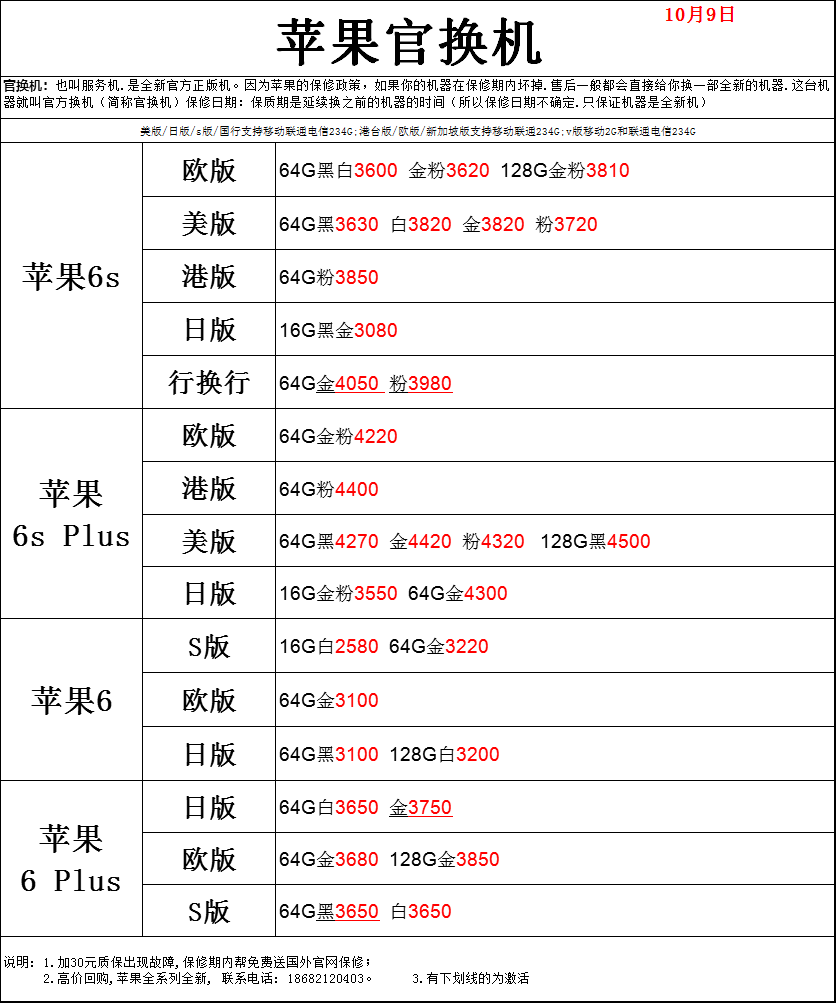 10月9日
苹果官换机
官换机：也叫服务机.是全新官方正版机。因为苹果的保修政策，如果你的机器在保修期内坏掉.售后一般都会直接给你换一部全新的机器.这台机
器就叫官方换机（简称官换机）保修日期：保质期是延续换之前的机器的时间（所以保修日期不确定.只保证机器是全新机）
美版/日版/s版/国行支持移动联通电信234G;港台版/欧版/新加坡版支持移动联通234G;v版移动2G和联通电信234G
苹果6s
欧版 64G黑白3600 金粉3620 128G金粉3810
美版 64G黑3630 白3820 金3820 粉3720
港版 64G粉3850
日版 16G黑金3080
行换行 64G金4050 粉3980
苹果
6s Plus
欧版 64G金粉4220
港版 64G粉4400
美版 64G黑4270 金4420 粉4320 128G黑4500
日版 16G金粉3550 64G金4300
苹果6
S版 16G白2580 64G金3220
欧版 64G金3100
日版 64G黑3100 128G白3200
苹果
6 Plus
日版 64G白3650 金3750
欧版 64G金3680 128G金3850
S版 64G黑3650 白3650
说明：1.加30元质保出现故障,保修期内帮免费送国外官网保修；
2.高价回购,苹果全系列全新, 联系电话：18682120403。 3.有下划线的为激活